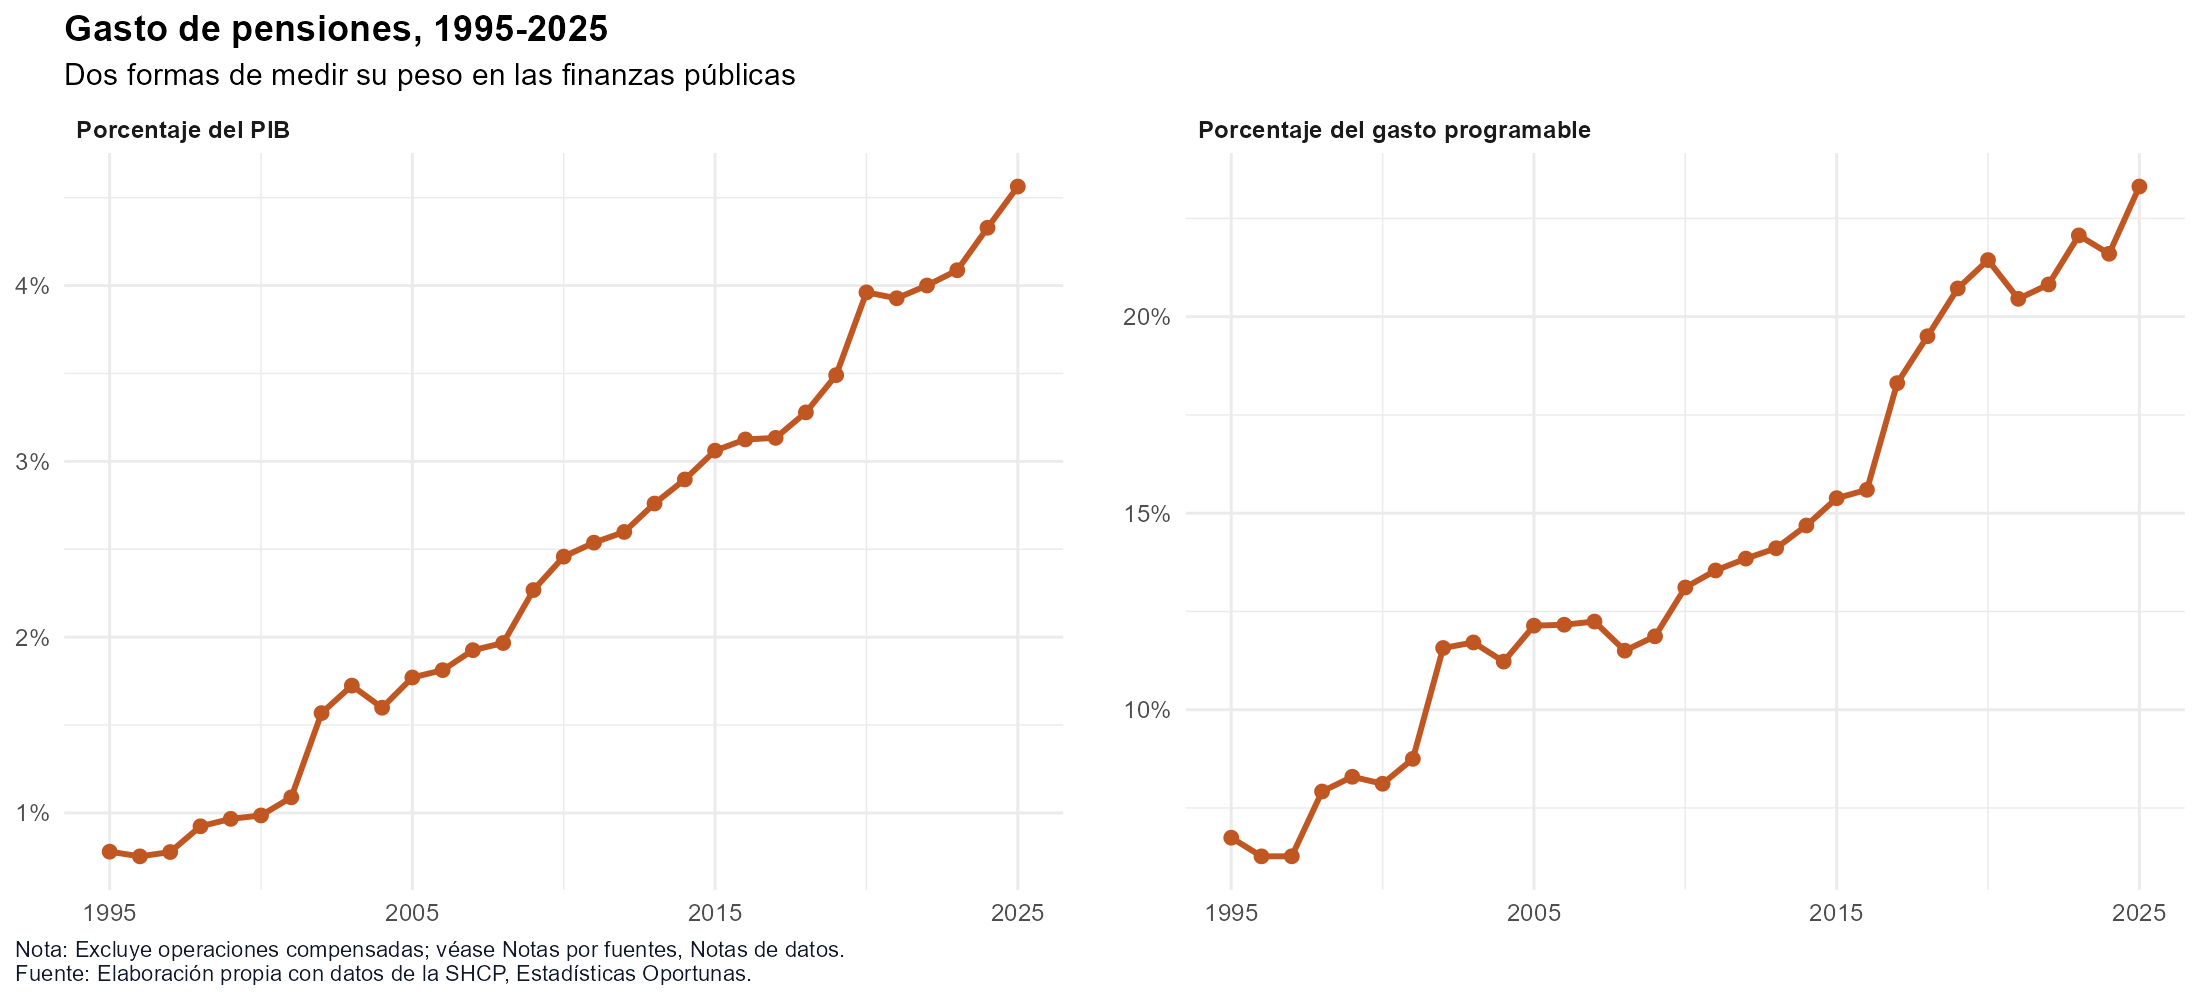 Gasto de pensiones, 1995-2025
Dos formas de medir su peso en las finanzas públicas
Porcentaje del PIB
4%
3%
2%
1%
1995 2005 2015 2025
Porcentaje del gasto programable
20%
15%
10%
1995 2005 2015 2025
Nota: Excluye operaciones compensadas; véase Notas por fuentes, Notas de datos.
Fuente: Elaboración propia con datos de la SHCP, Estadísticas Oportunas.